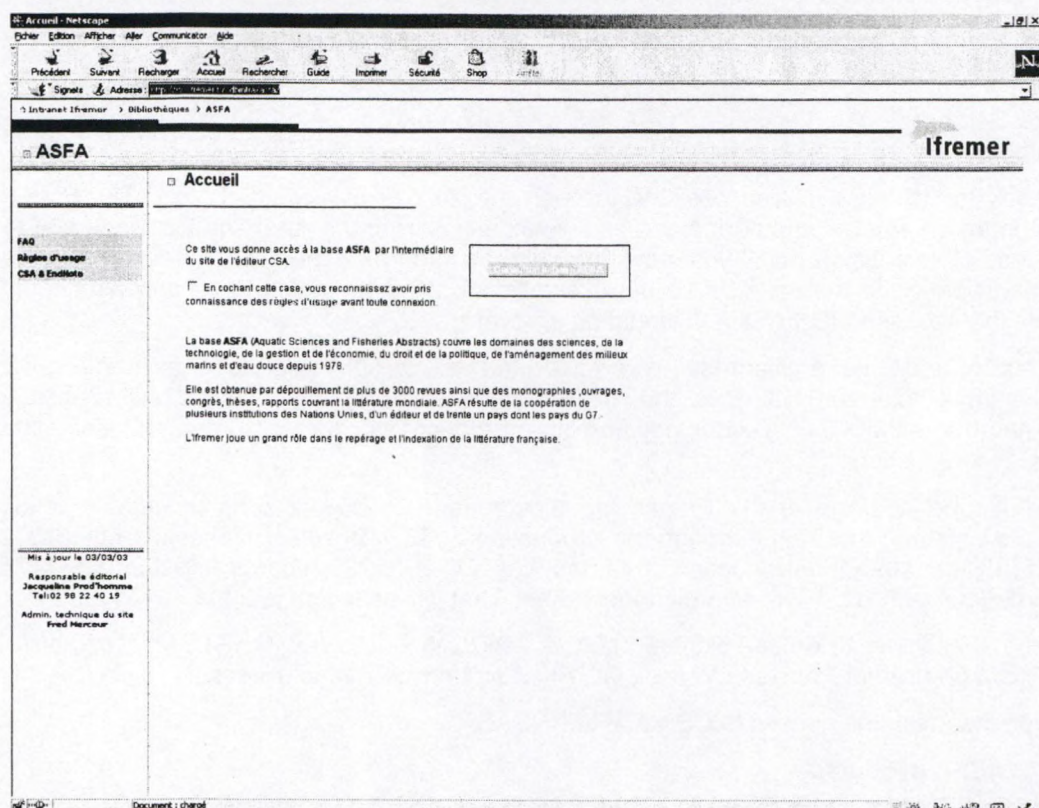 Accueil - Netscape
Fichier Edition Afficher Aller Communicator Aide
Précédent Suivant Recharger Accueil Rechercher Guide Imprimer Sécurité Shop Arrêter
N
Signets Adresse :
Intranet Ifremer > Bibliothèques > ASFA
ASFA
Ifremer
Accueil
FAQ
Règles d'usage
CSA & EndNote
Ce site vous donne accès à la base ASFA par l'intermédiaire
du site de l'éditeur CSA.
En cochant cette case, vous reconnaissez avoir pris
connaissance des règles d'usage avant toute connexion.
La base ASFA (Aquatic Sciences and Fisheries Abstracts) couvre les domaines des sciences, de la
technologie, de la gestion et de l'économie, du droit et de la politique, de l'aménagement des milieux
marins et d'eau douce depuis 1978.
Elle est obtenue par dépouillement de plus de 3000 revues ainsi que des monographies ,ouvrages,
congrès, thèses, rapports couvrant la littérature mondiale. ASFA résulte de la coopération de
plusieurs institutions des Nations Unies, d'un éditeur et de trente un pays dont les pays du G7.
L'Ifremer joue un grand rôle dans le repérage et l'indexation de la littérature française.
Mis à jour le 03/03/03
Responsable éditorial
Jacqueline Prod'homme
Tel:02 98 22 40 19
Admin. technique du site
Fred Merceur
Document : chargé